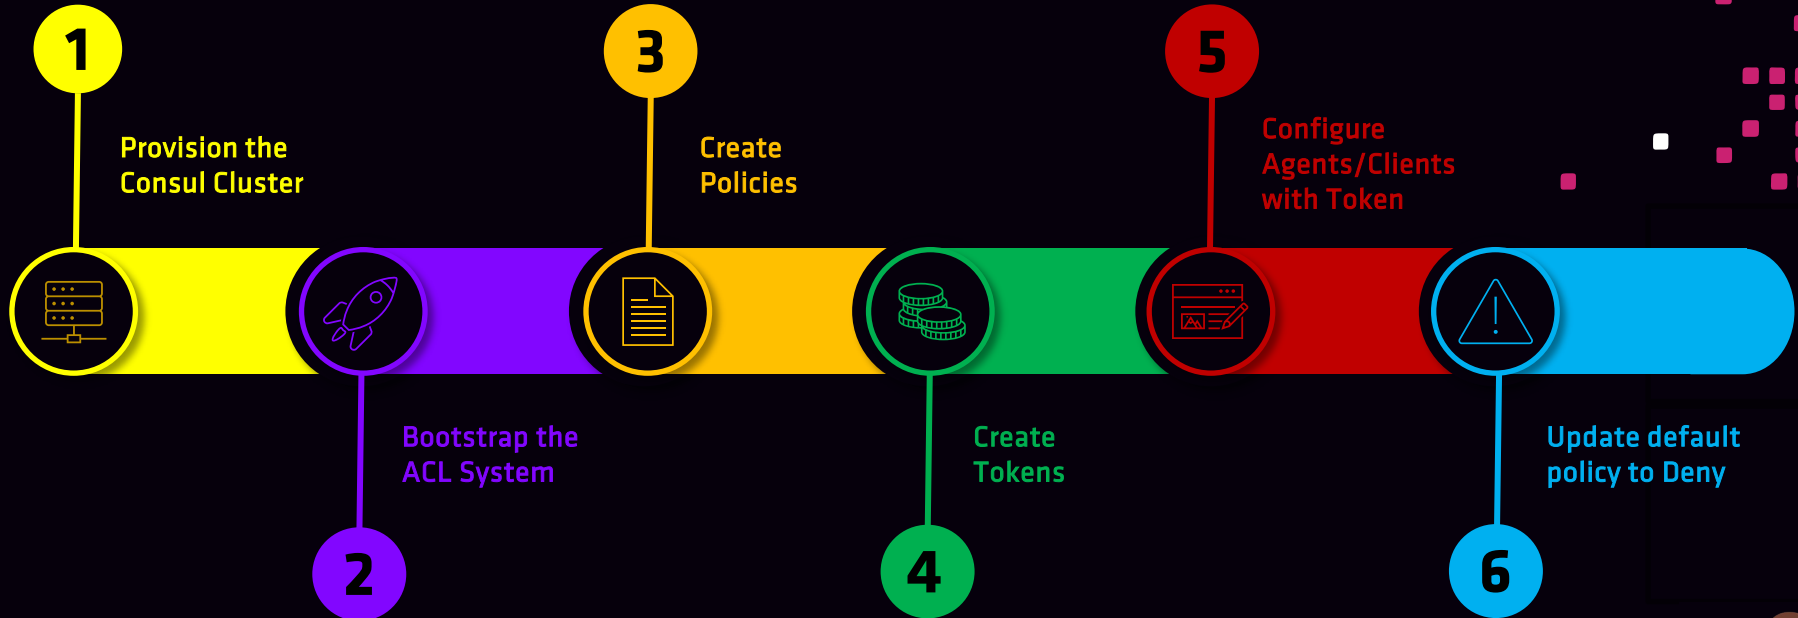 1
Provision the
Consul Cluster
2
Bootstrap the
ACL System
3
Create
Policies
4
Create
Tokens
5
Configure
Agents/Clients
with Token
6
Update default
policy to Deny